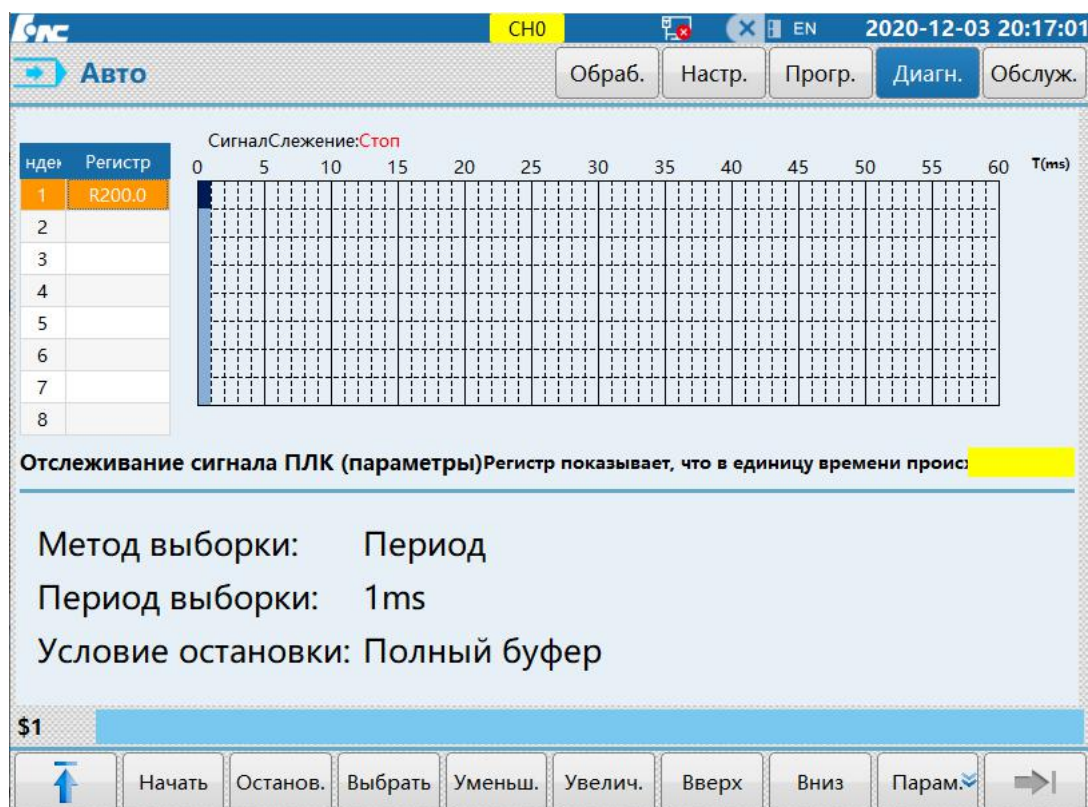 CH0 EN 2020-12-03 20:17:01
Авто Обраб. Настр. Прогр. Диагн. Обслуж.
СигналСлежение:Стоп
ндек Регистр 0 5 10 15 20 25 30 35 40 45 50 55 60 T(ms)
1 R200.0
2
3
4
5
6
7
8
Отслеживание сигнала ПЛК (параметры)Регистр показывает, что в единицу времени проис
Метод выборки: Период
Период выборки: 1ms
Условие остановки: Полный буфер
$1
Начать Останов. Выбрать Уменьш. Увелич. Вверх Вниз Парам.